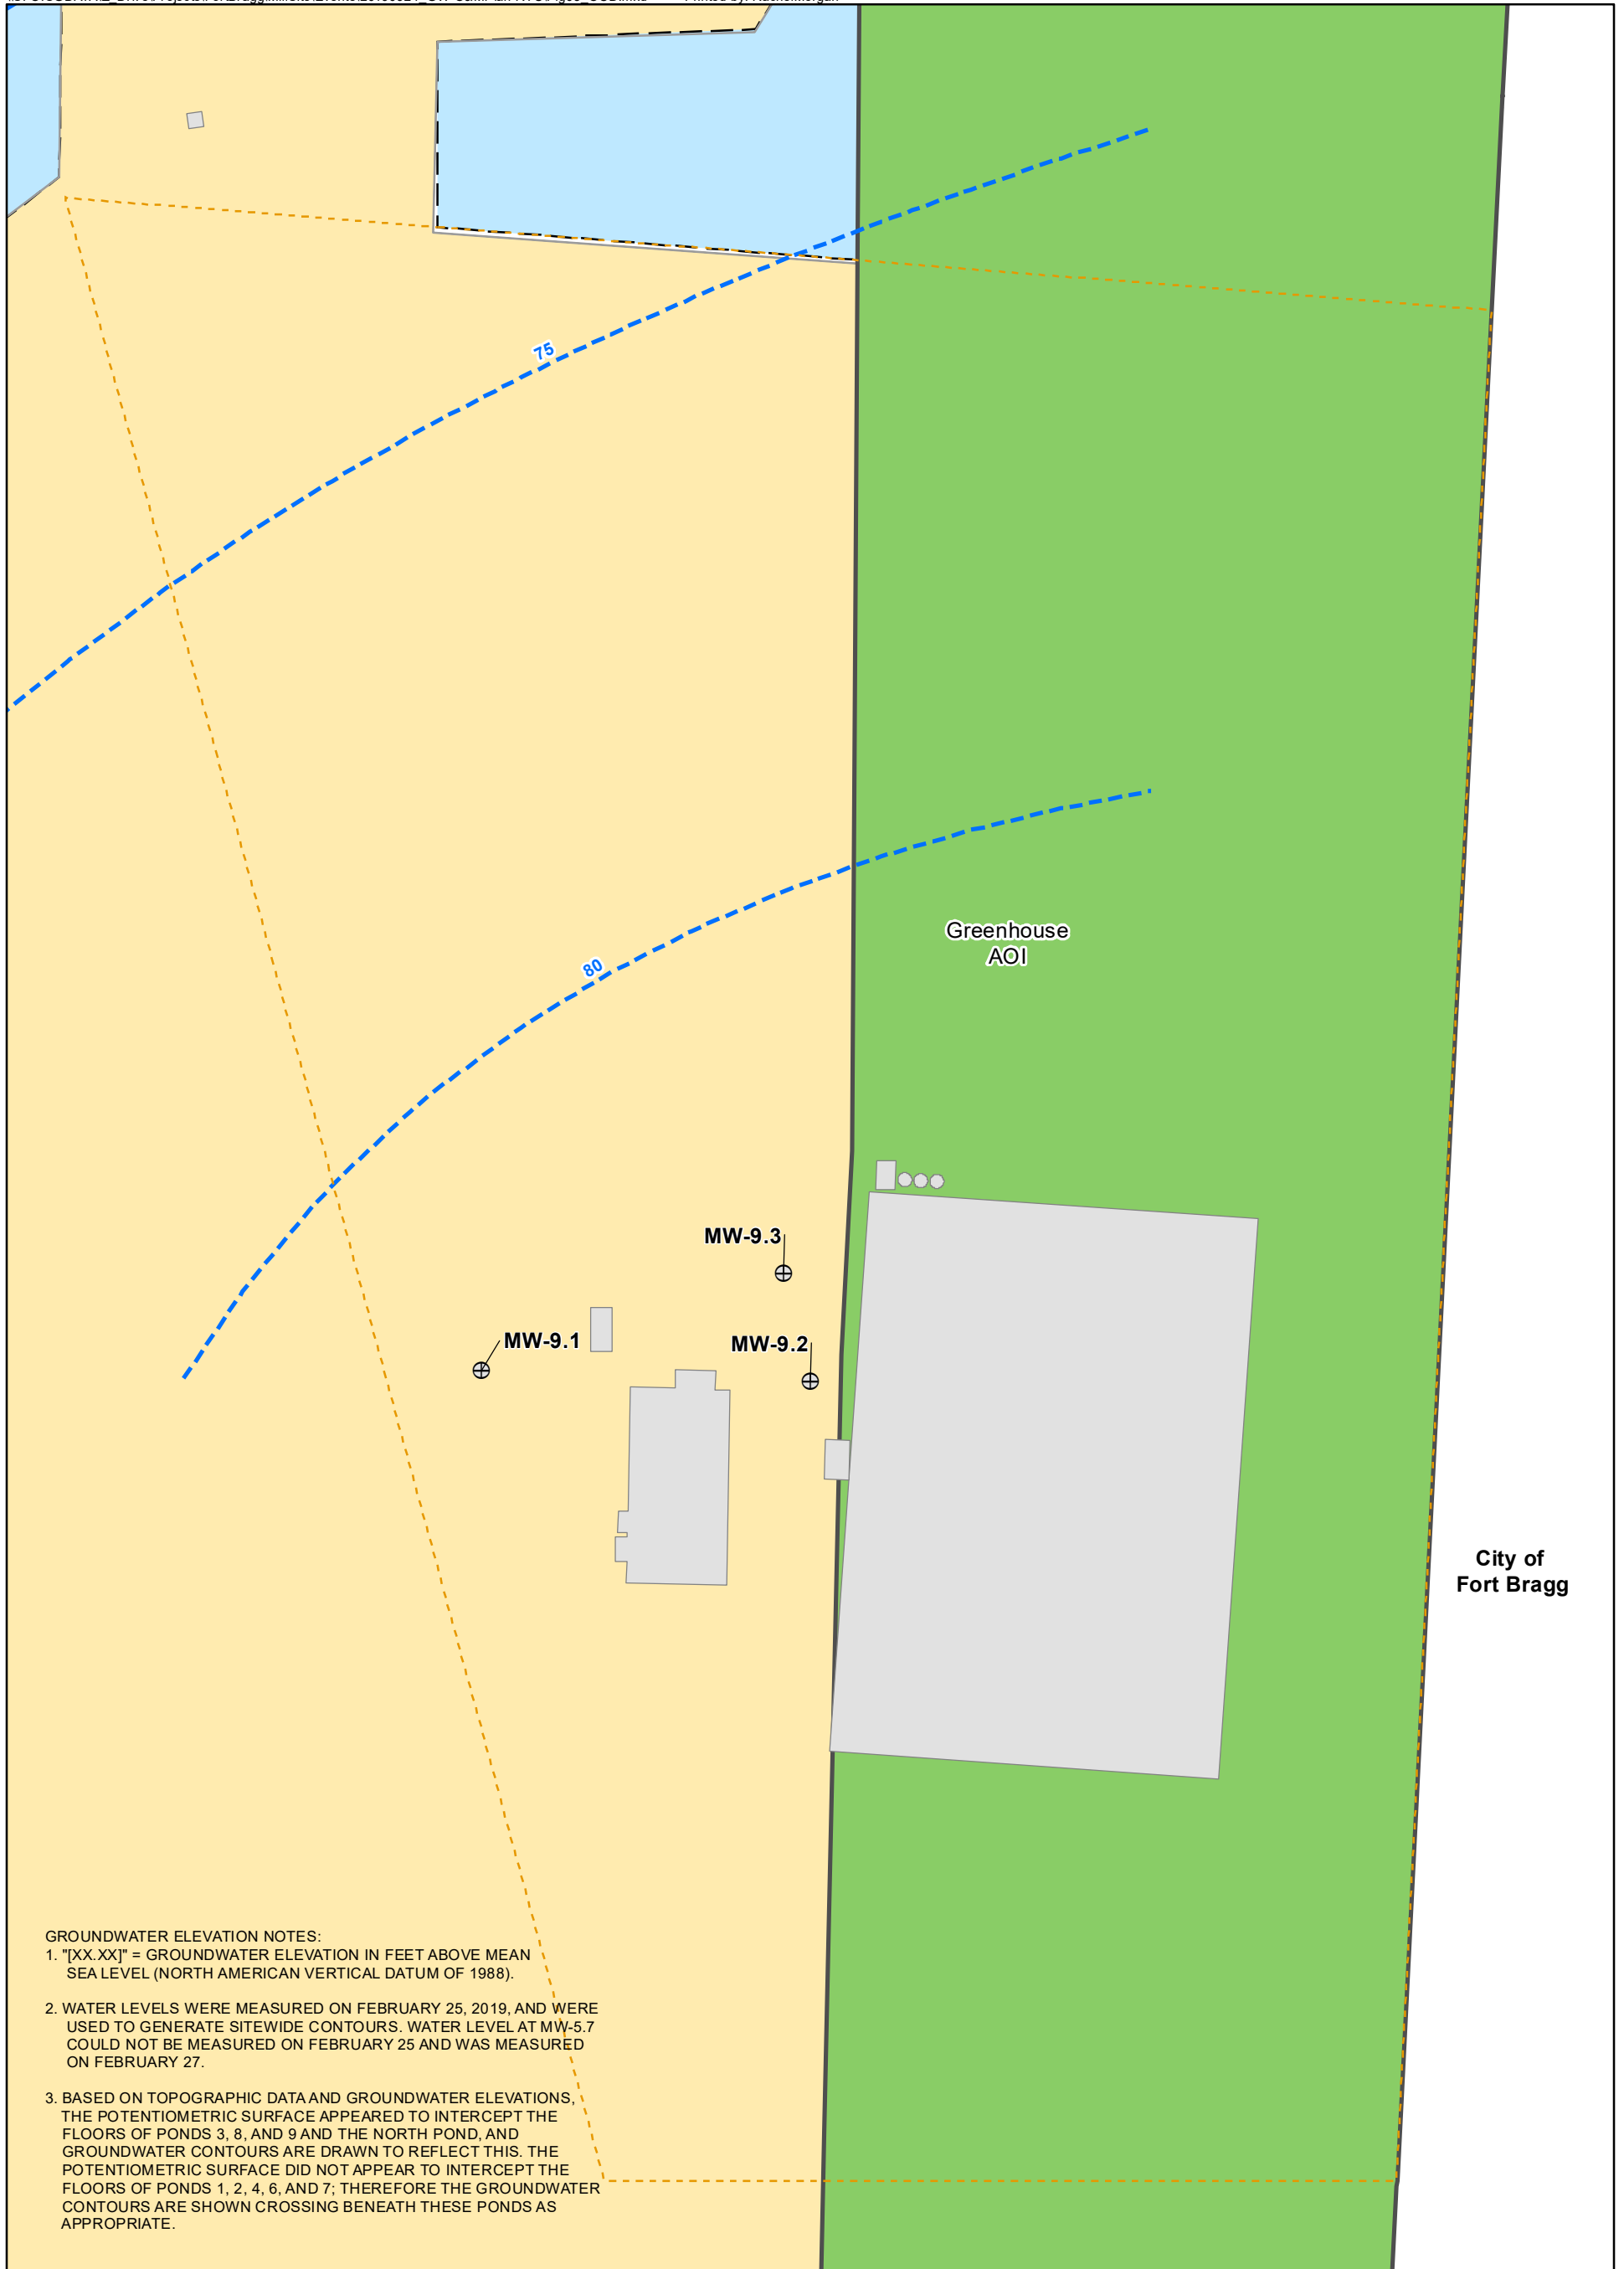 75
80
Greenhouse
AOI
MW-9.3
MW-9.1
MW-9.2
City of
Fort Bragg
GROUNDWATER ELEVATION NOTES:
1. "[XX.XX]" = GROUNDWATER ELEVATION IN FEET ABOVE MEAN
SEA LEVEL (NORTH AMERICAN VERTICAL DATUM OF 1988).
2. WATER LEVELS WERE MEASURED ON FEBRUARY 25, 2019, AND WERE
USED TO GENERATE SITEWIDE CONTOURS. WATER LEVEL AT MW-5.7
COULD NOT BE MEASURED ON FEBRUARY 25 AND WAS MEASURED
ON FEBRUARY 27.
3. BASED ON TOPOGRAPHIC DATA AND GROUNDWATER ELEVATIONS,
THE POTENTIOMETRIC SURFACE APPEARED TO INTERCEPT THE
FLOORS OF PONDS 3, 8, AND 9 AND THE NORTH POND, AND
GROUNDWATER CONTOURS ARE DRAWN TO REFLECT THIS. THE
POTENTIOMETRIC SURFACE DID NOT APPEAR TO INTERCEPT THE
FLOORS OF PONDS 1, 2, 4, 6, AND 7; THEREFORE THE GROUNDWATER
CONTOURS ARE SHOWN CROSSING BENEATH THESE PONDS AS
APPROPRIATE.